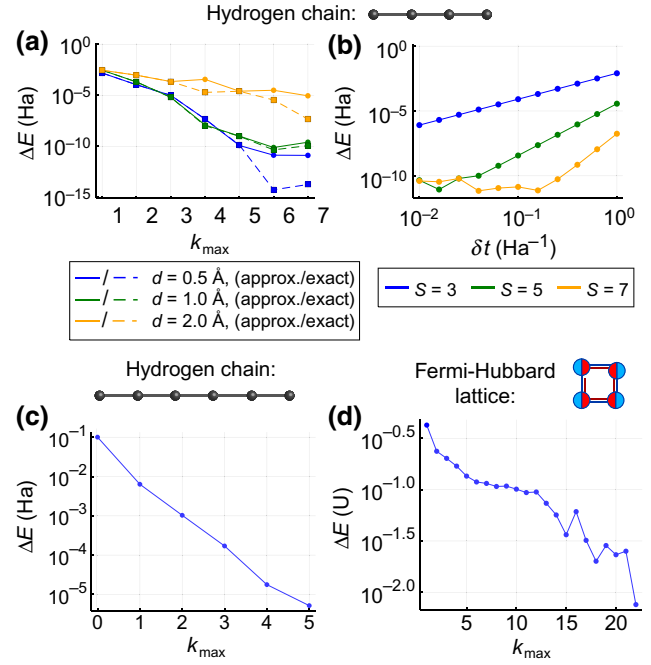 Hydrogen chain:
(a)
ΔE (Ha)
10^0
10^-5
10^-10
10^-15
1 2 3 4 5 6 7
k_max
/ d = 0.5 Å, (approx./exact)
/ d = 1.0 Å, (approx./exact)
/ d = 2.0 Å, (approx./exact)
(b)
ΔE (Ha)
10^0
10^-5
10^-10
10^-2 10^-1 10^0
δt (Ha^-1)
S = 3 S = 5 S = 7
Hydrogen chain:
(c)
ΔE (Ha)
10^-1
10^-2
10^-3
10^-4
10^-5
0 1 2 3 4 5
k_max
Fermi-Hubbard
lattice:
(d)
ΔE (U)
10^-0.5
10^-1.0
10^-1.5
10^-2.0
5 10 15 20
k_max